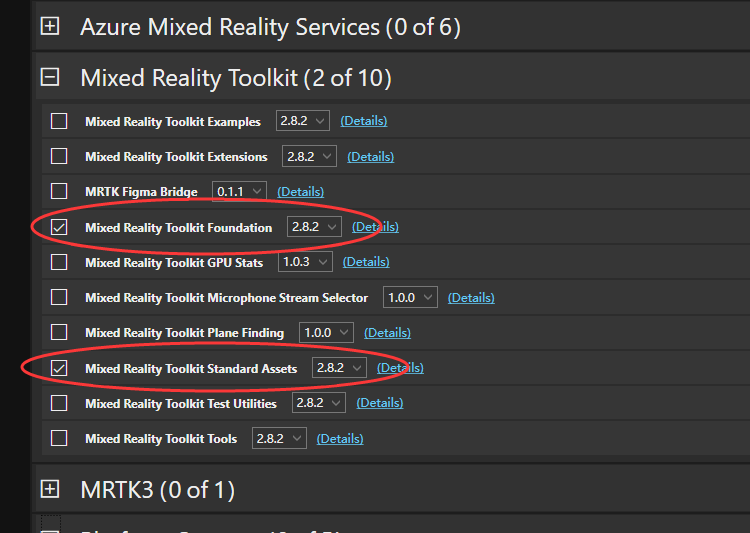 Azure Mixed Reality Services (0 of 6)
Mixed Reality Toolkit (2 of 10)
Mixed Reality Toolkit Examples 2.8.2 (Details)
Mixed Reality Toolkit Extensions 2.8.2 (Details)
MRTK Figma Bridge 0.1.1 (Details)
Mixed Reality Toolkit Foundation 2.8.2 (Details)
Mixed Reality Toolkit GPU Stats 1.0.3 (Details)
Mixed Reality Toolkit Microphone Stream Selector 1.0.0 (Details)
Mixed Reality Toolkit Plane Finding 1.0.0 (Details)
Mixed Reality Toolkit Standard Assets 2.8.2 (Details)
Mixed Reality Toolkit Test Utilities 2.8.2 (Details)
Mixed Reality Toolkit Tools 2.8.2 (Details)
MRTK3 (0 of 1)